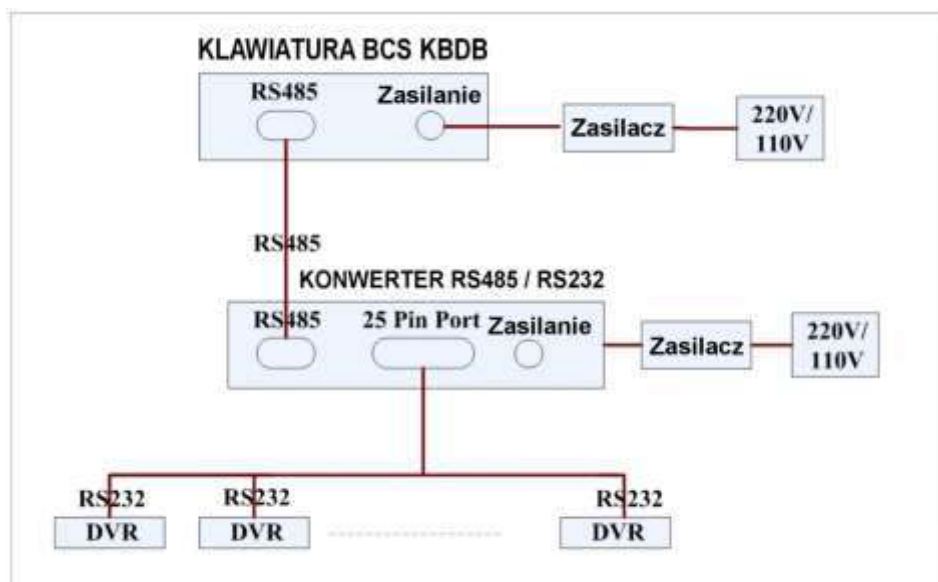 KLAWIATURA BCS KBDB
RS485
Zasilanie
Zasilacz
220V/
110V
RS485
KONWERTER RS485 / RS232
RS485
25 Pin Port
Zasilanie
Zasilacz
220V/
110V
RS232
RS232
RS232
DVR
DVR
DVR